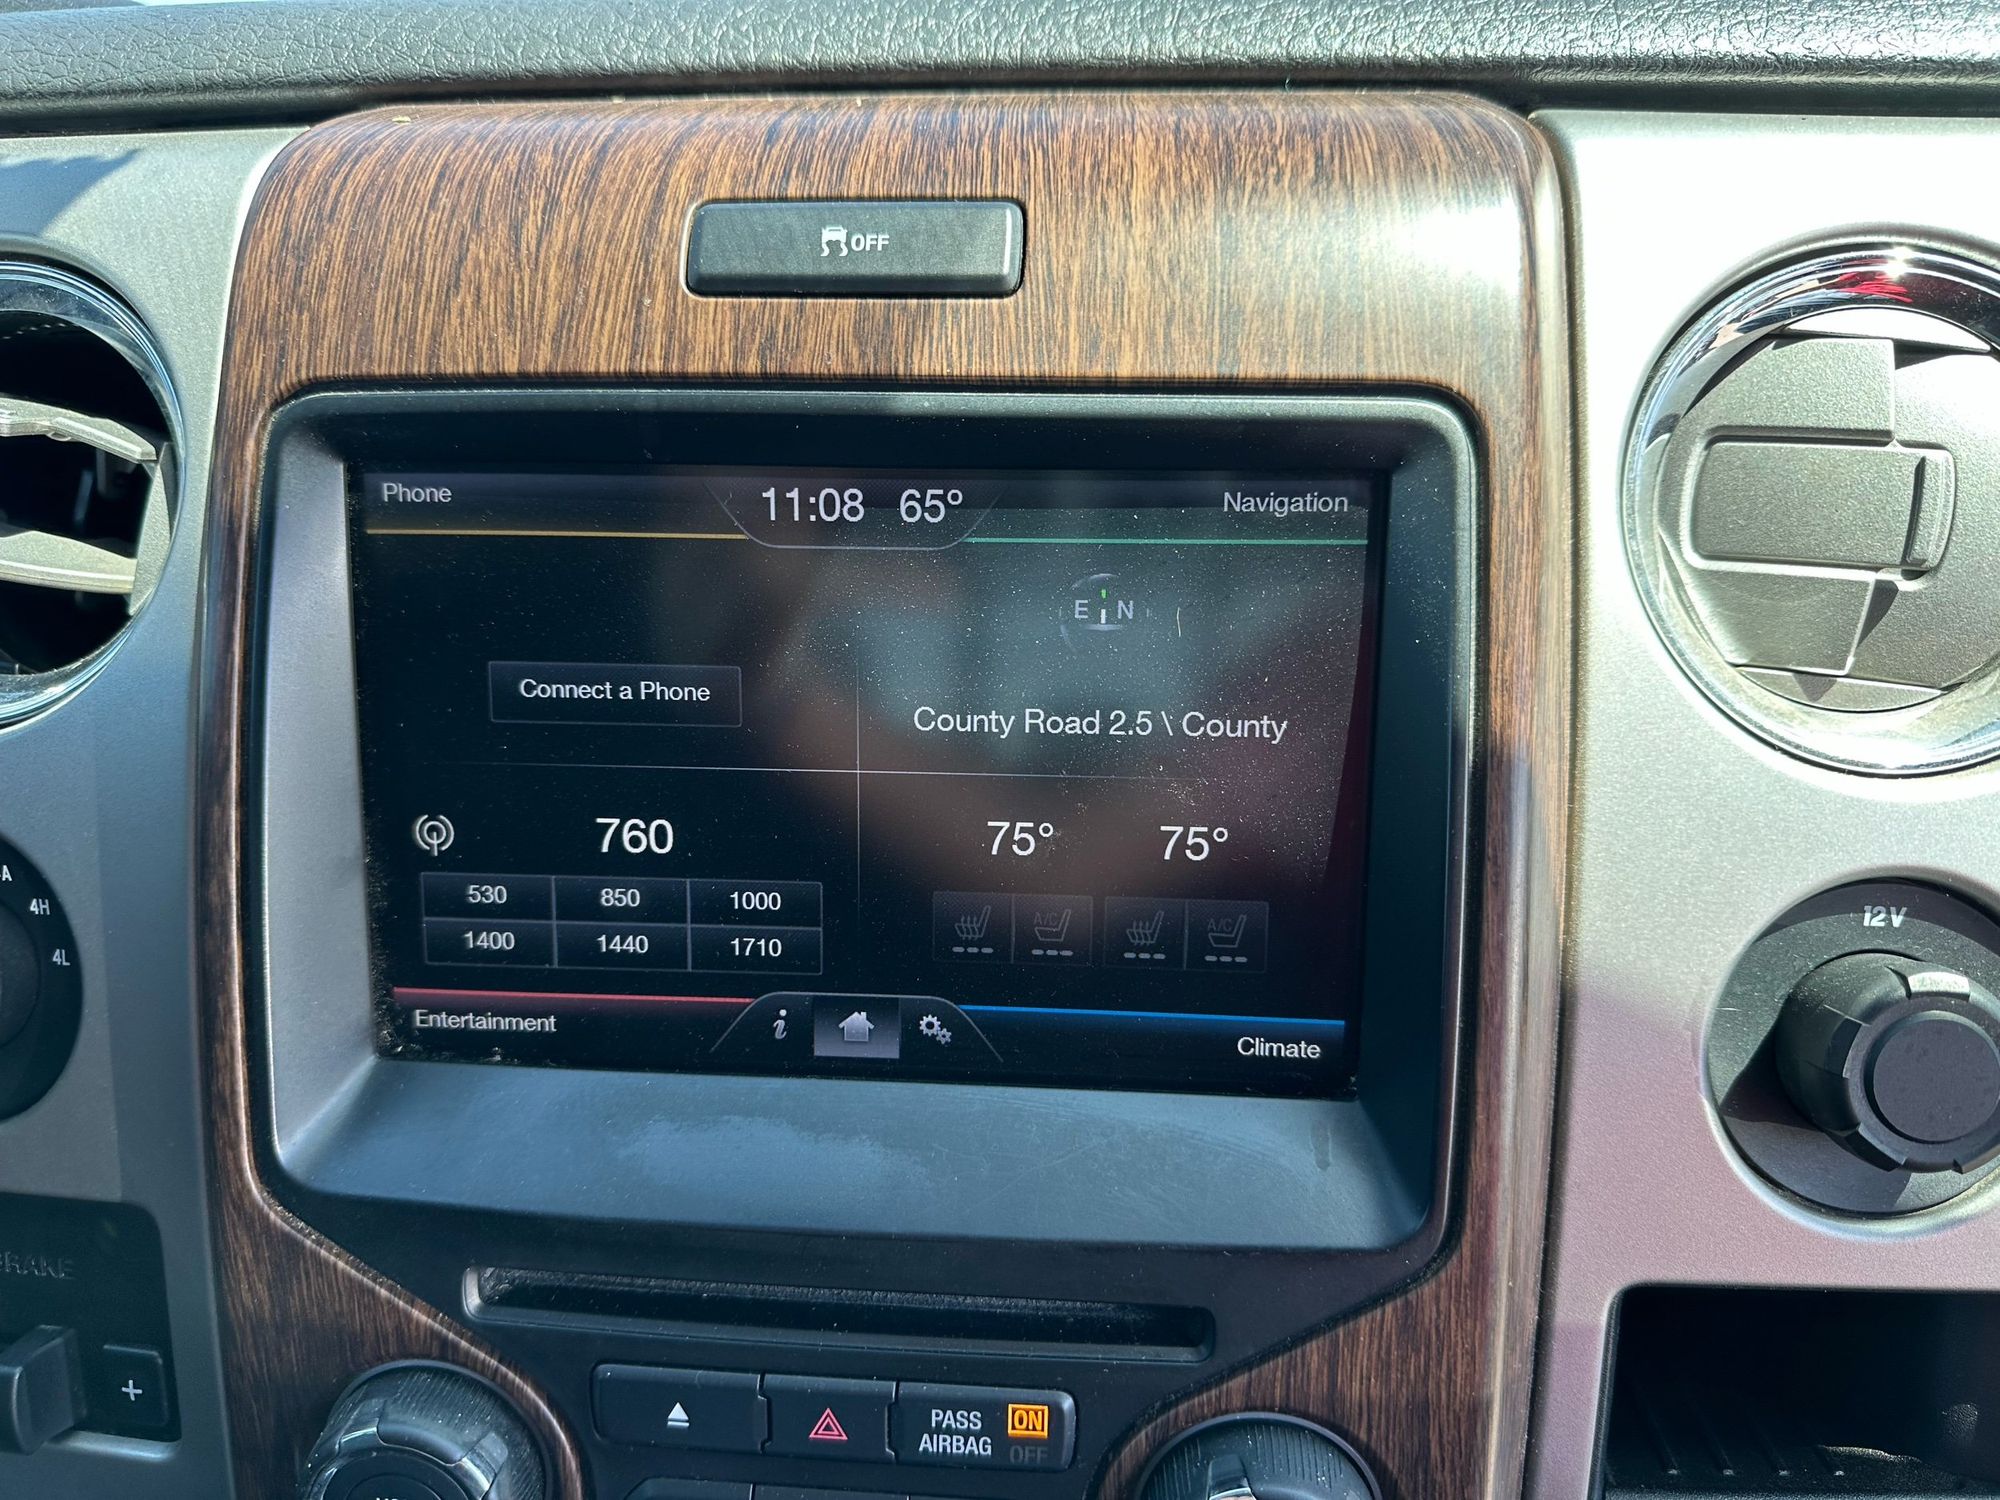 OFF
Phone
11:08 65°
Navigation
E N
Connect a Phone
County Road 2.5 \ County
760
75° 75°
530 850 1000
1400 1440 1710
A/C A/C
Entertainment
i
Climate
A
4H
4L
12V
+
PASS AIRBAG ON
OFF